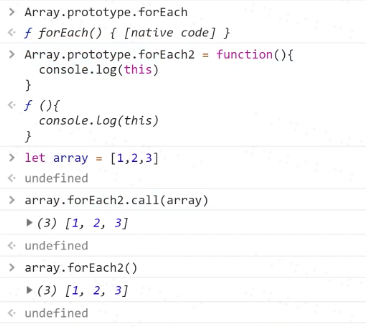 > Array.prototype.forEach
<· ƒ forEach() { [native code] }
> Array.prototype.forEach2 = function(){
console.log(this)
}
<· ƒ (){
console.log(this)
}
> let array = [1,2,3]
<· undefined
> array.forEach2.call(array)
▶ (3) [1, 2, 3]
<· undefined
> array.forEach2()
▶ (3) [1, 2, 3]
<· undefined